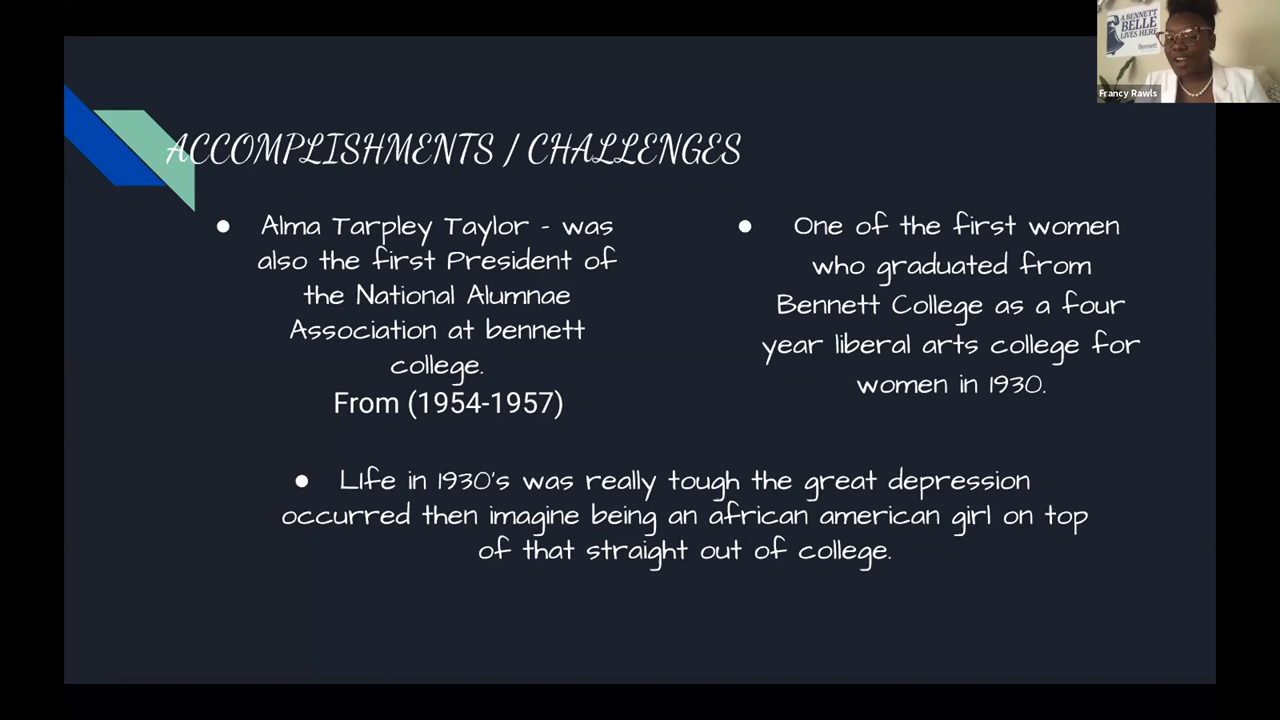 A BENNETT
BELLE
LIVES HERE
Bennett
Francy Rawls
ACCOMPLISHMENTS / CHALLENGES
● Alma Tarpley Taylor - was
also the first President of
the National Alumnae
Association at bennett
college.
From (1954-1957)
● One of the first women
who graduated from
Bennett College as a four
year liberal arts college for
women in 1930.
● LIfe in 1930's was really tough the great depression
occurred then imagine being an african american girl on top
of that straight out of college.